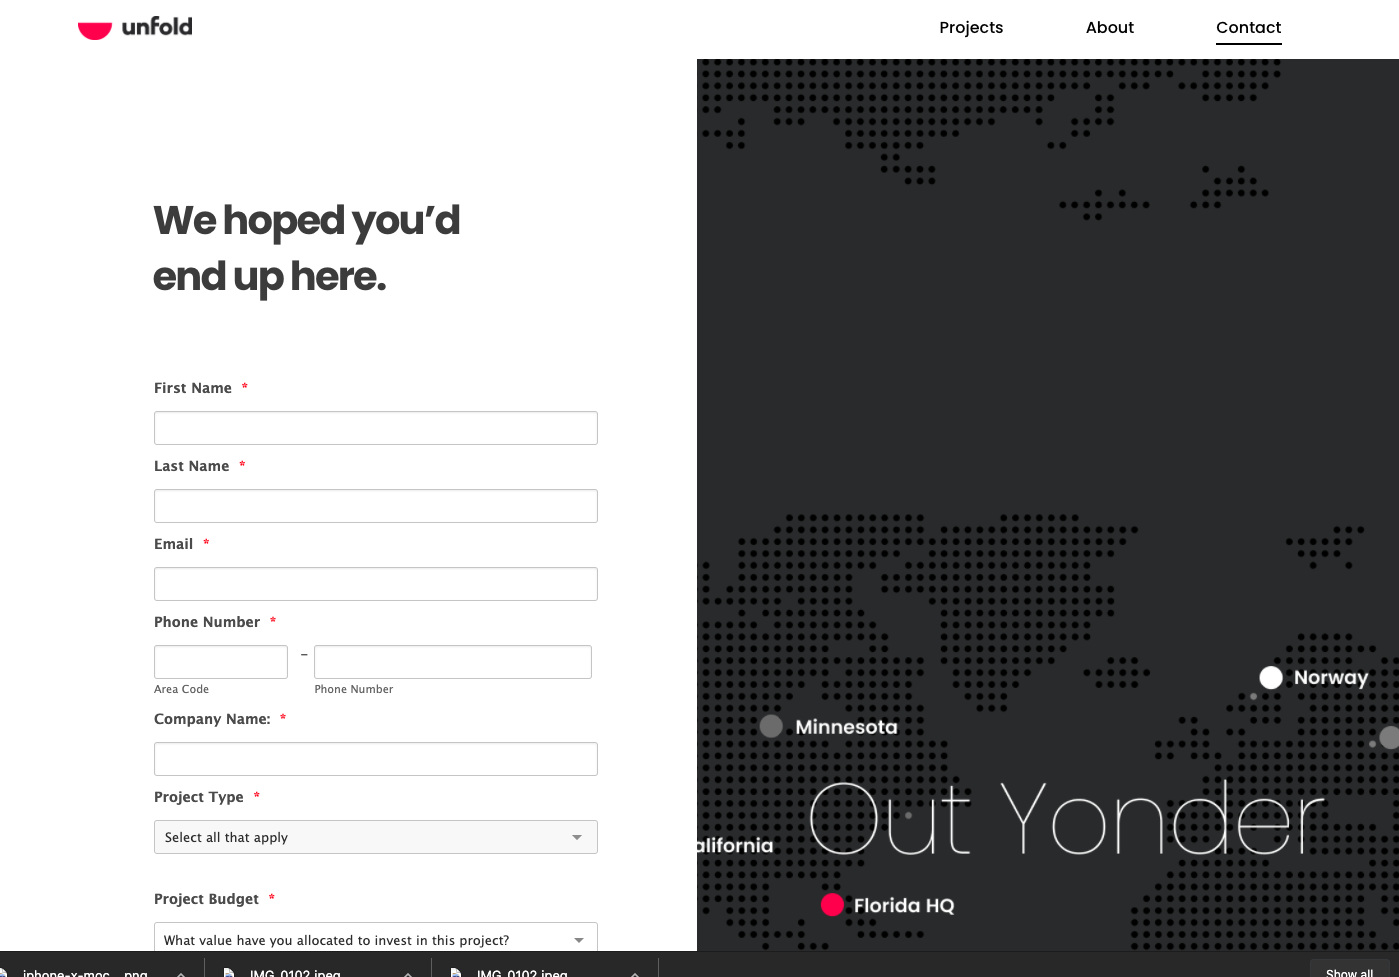 unfold
Projects
About
Contact
We hoped you’d
end up here.
First Name *
Last Name *
Email *
Phone Number *
-
Area Code
Phone Number
Company Name: *
Project Type *
Select all that apply
Project Budget *
What value have you allocated to invest in this project?
Norway
Minnesota
Out Yonder
alifornia
Florida HQ
iphone-x-moc....png
IMG_0102.jpeg
IMG_0102.jpeg
Show all